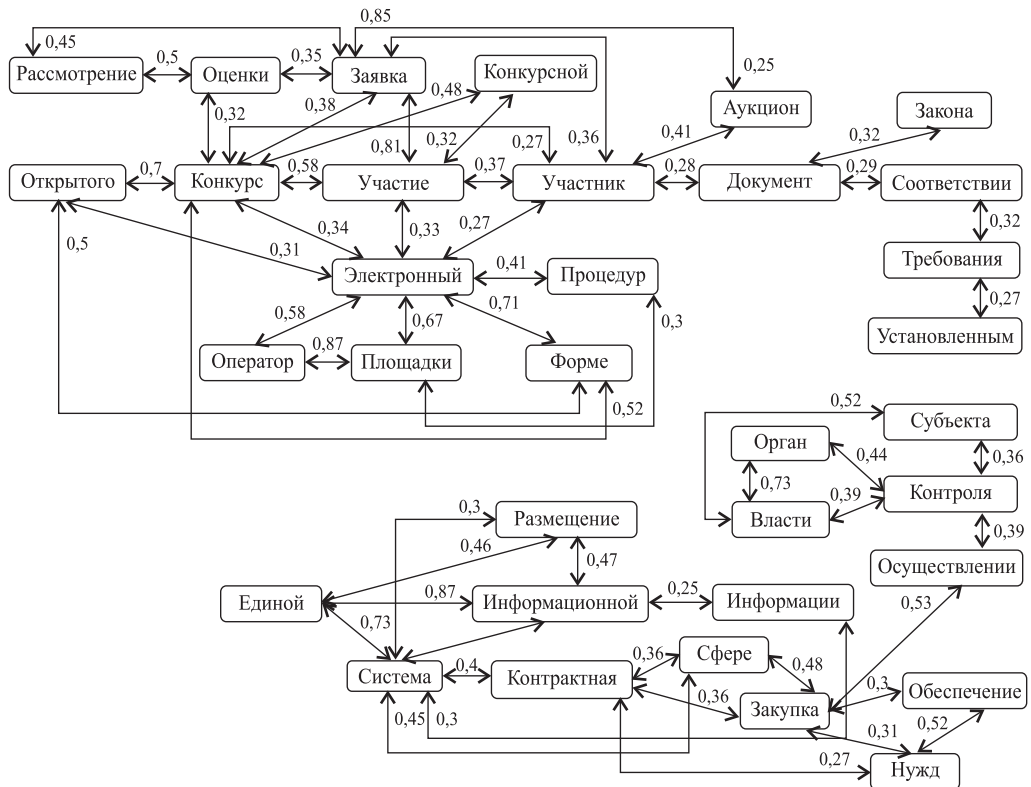 0,85
0,45
0,5
0,35
0,25
Рассмотрение
Оценки
Заявка
Конкурсной
Аукцион
Закона
0,32
0,38
0,48
0,81
0,32
0,27
0,36
0,41
0,32
Открытого
0,7
Конкурс
0,58
Участие
0,37
Участник
0,28
Документ
0,29
Соответствии
0,5
0,31
0,34
0,33
0,27
0,32
Требования
Электронный
0,41
Процедур
0,27
0,58
0,67
0,71
0,3
Установленным
Оператор
0,87
Площадки
Форме
0,52
0,52
Субъекта
Орган
0,44
0,36
0,73
0,39
Контроля
Власти
0,39
0,3
Размещение
0,46
0,47
Осуществлении
0,53
Единой
0,87
Информационной
0,25
Информации
0,73
Система
0,4
Контрактная
0,36
Сфере
0,48
0,36
Закупка
0,3
Обеспечение
0,45
0,3
0,31
0,52
0,27
Нужд